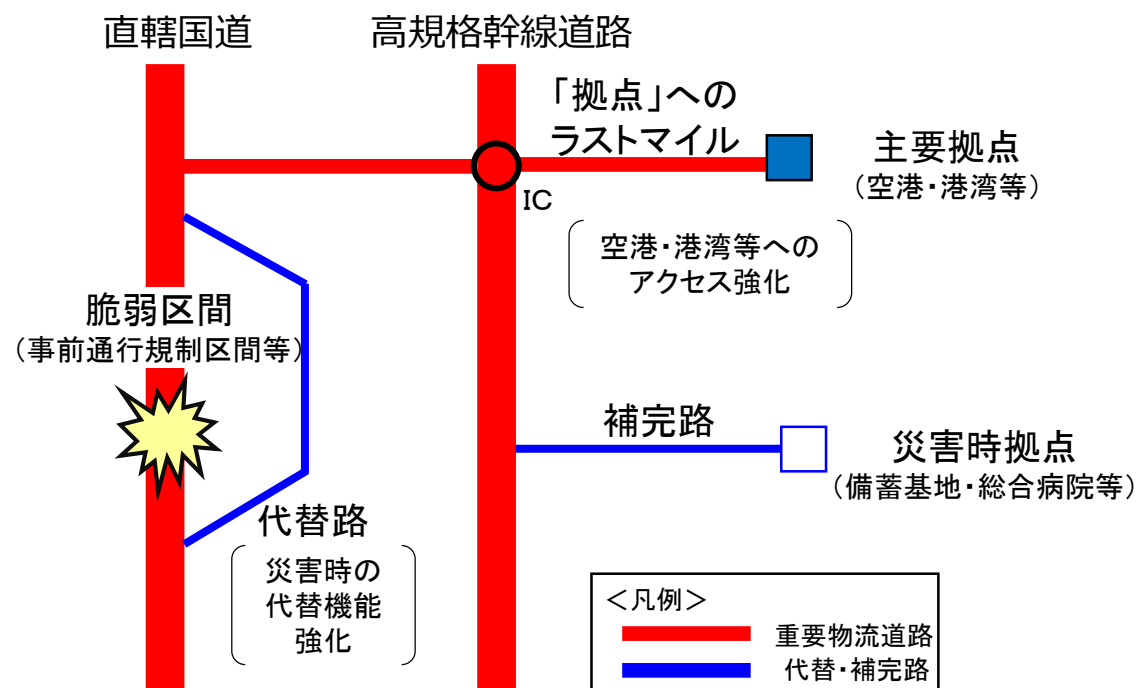 直轄国道
高規格幹線道路
「拠点」への
ラストマイル
主要拠点
（空港・港湾等）
IC
空港・港湾等への
アクセス強化
脆弱区間
（事前通行規制区間等）
補完路
災害時拠点
（備蓄基地・総合病院等）
代替路
災害時の
代替機能
強化
＜凡例＞
重要物流道路
代替・補完路